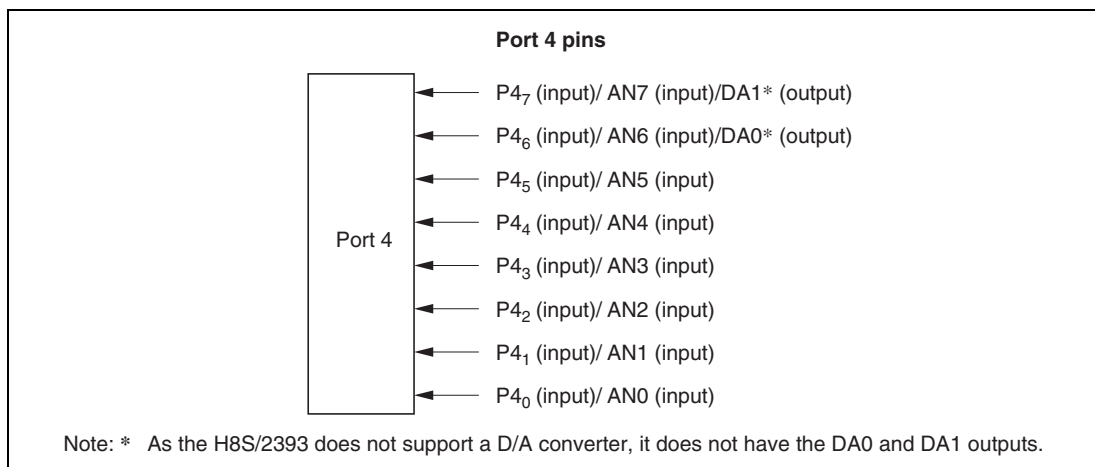 Port 4 pins
P4₇ (input)/ AN7 (input)/DA1* (output)
P4₆ (input)/ AN6 (input)/DA0* (output)
P4₅ (input)/ AN5 (input)
P4₄ (input)/ AN4 (input)
Port 4
P4₃ (input)/ AN3 (input)
P4₂ (input)/ AN2 (input)
P4₁ (input)/ AN1 (input)
P4₀ (input)/ AN0 (input)
Note: * As the H8S/2393 does not support a D/A converter, it does not have the DA0 and DA1 outputs.